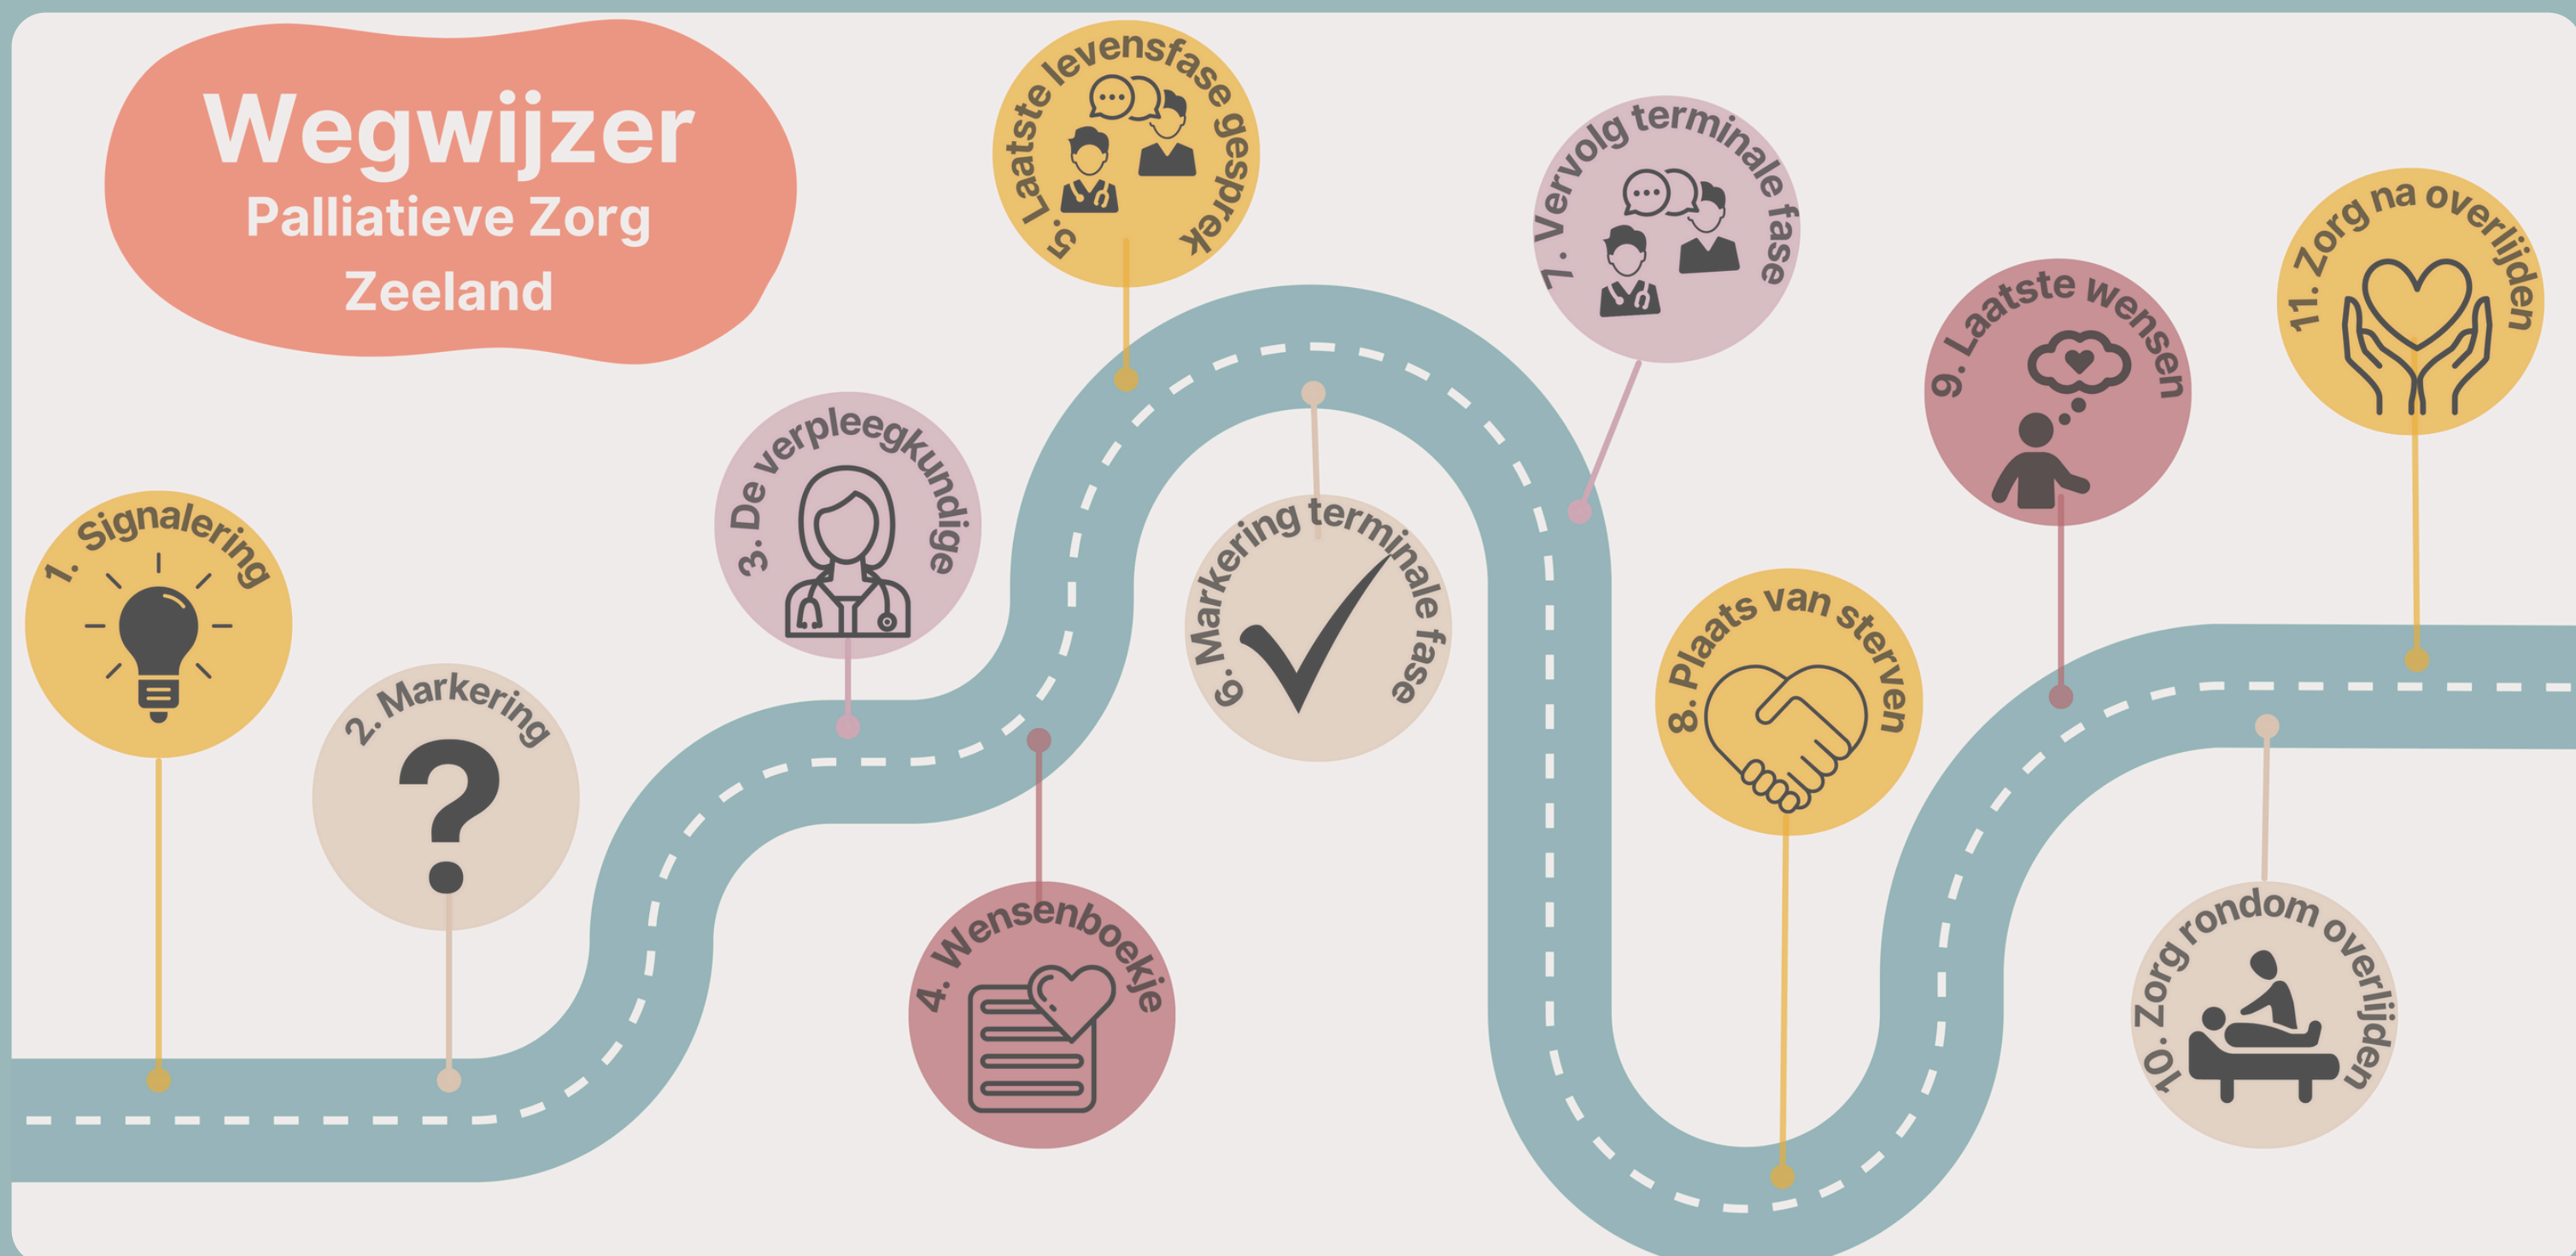 Wegwijzer
Palliatieve Zorg
Zeeland
1. Signalering
2. Markering
?
3. De verpleegkundige
4. Wensenboekje
5. Laatste levensfase gesprek
6. Markering terminale fase
7. Vervolg terminale fase
8. Plaats van sterven
9. Laatste wensen
10. Zorg rondom overlijden
11. Zorg na overlijden